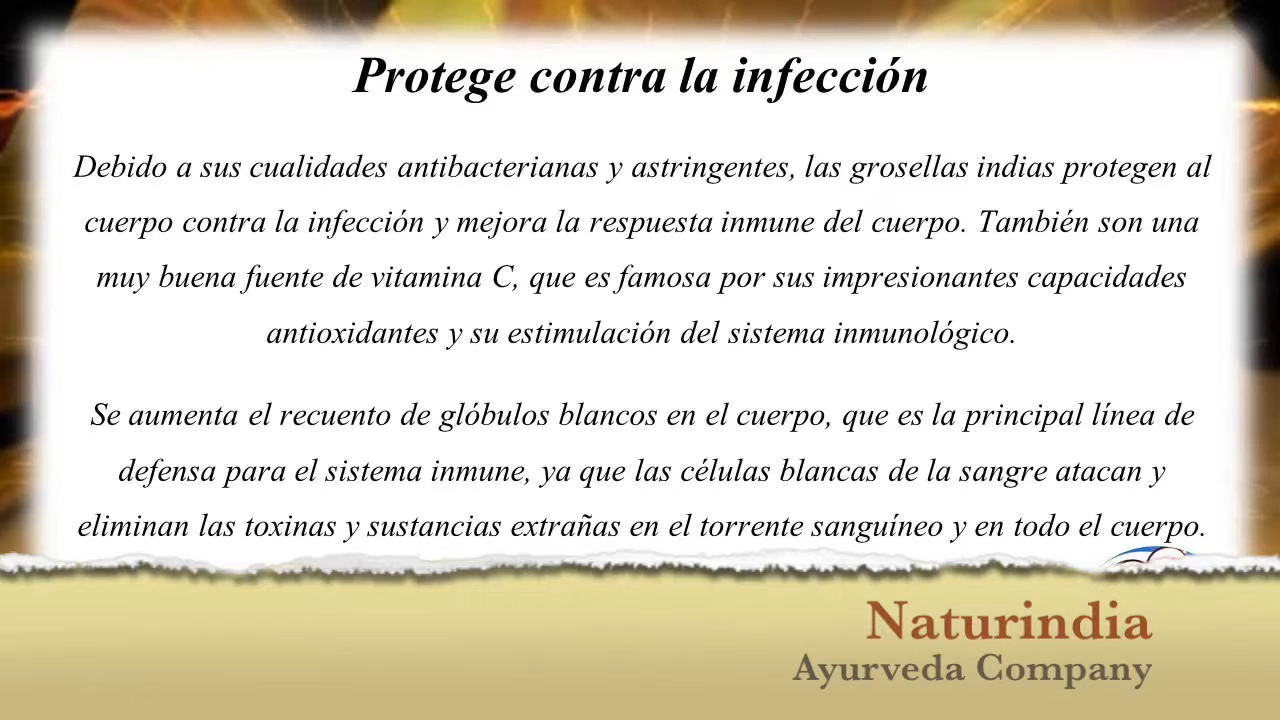 Protege contra la infección
Debido a sus cualidades antibacterianas y astringentes, las grosellas indias protegen al
cuerpo contra la infección y mejora la respuesta inmune del cuerpo. También son una
muy buena fuente de vitamina C, que es famosa por sus impresionantes capacidades
antioxidantes y su estimulación del sistema inmunológico.
Se aumenta el recuento de glóbulos blancos en el cuerpo, que es la principal línea de
defensa para el sistema inmune, ya que las células blancas de la sangre atacan y
eliminan las toxinas y sustancias extrañas en el torrente sanguíneo y en todo el cuerpo.
Naturindia
Ayurveda Company